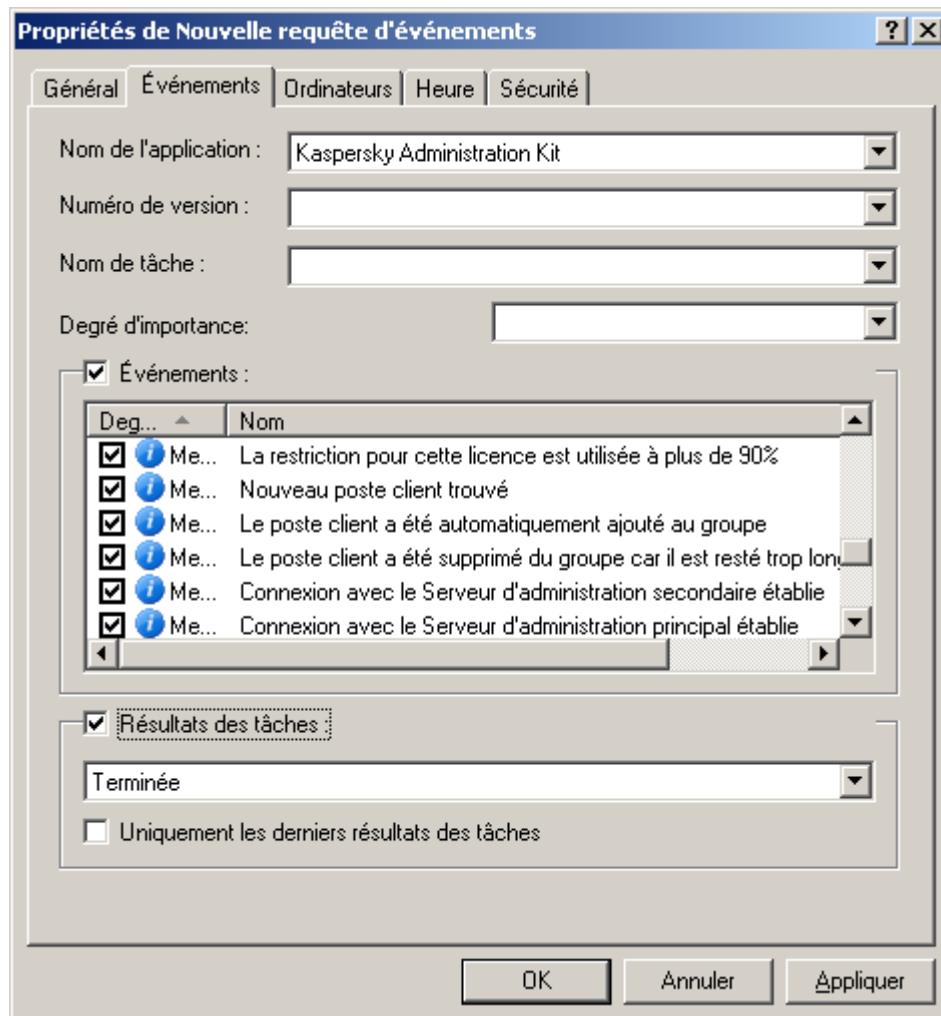 Propriétés de Nouvelle requête d'événements
Général Événements Ordinateurs Heure Sécurité
Nom de l'application : Kaspersky Administration Kit
Numéro de version :
Nom de tâche :
Degré d'importance:
Événements :
Deg... Nom
Me... La restriction pour cette licence est utilisée à plus de 90%
Me... Nouveau poste client trouvé
Me... Le poste client a été automatiquement ajouté au groupe
Me... Le poste client a été supprimé du groupe car il est resté trop long
Me... Connexion avec le Serveur d'administration secondaire établie
Me... Connexion avec le Serveur d'administration principal établie
Résultats des tâches :
Terminée
Uniquement les derniers résultats des tâches
OK Annuler Appliquer